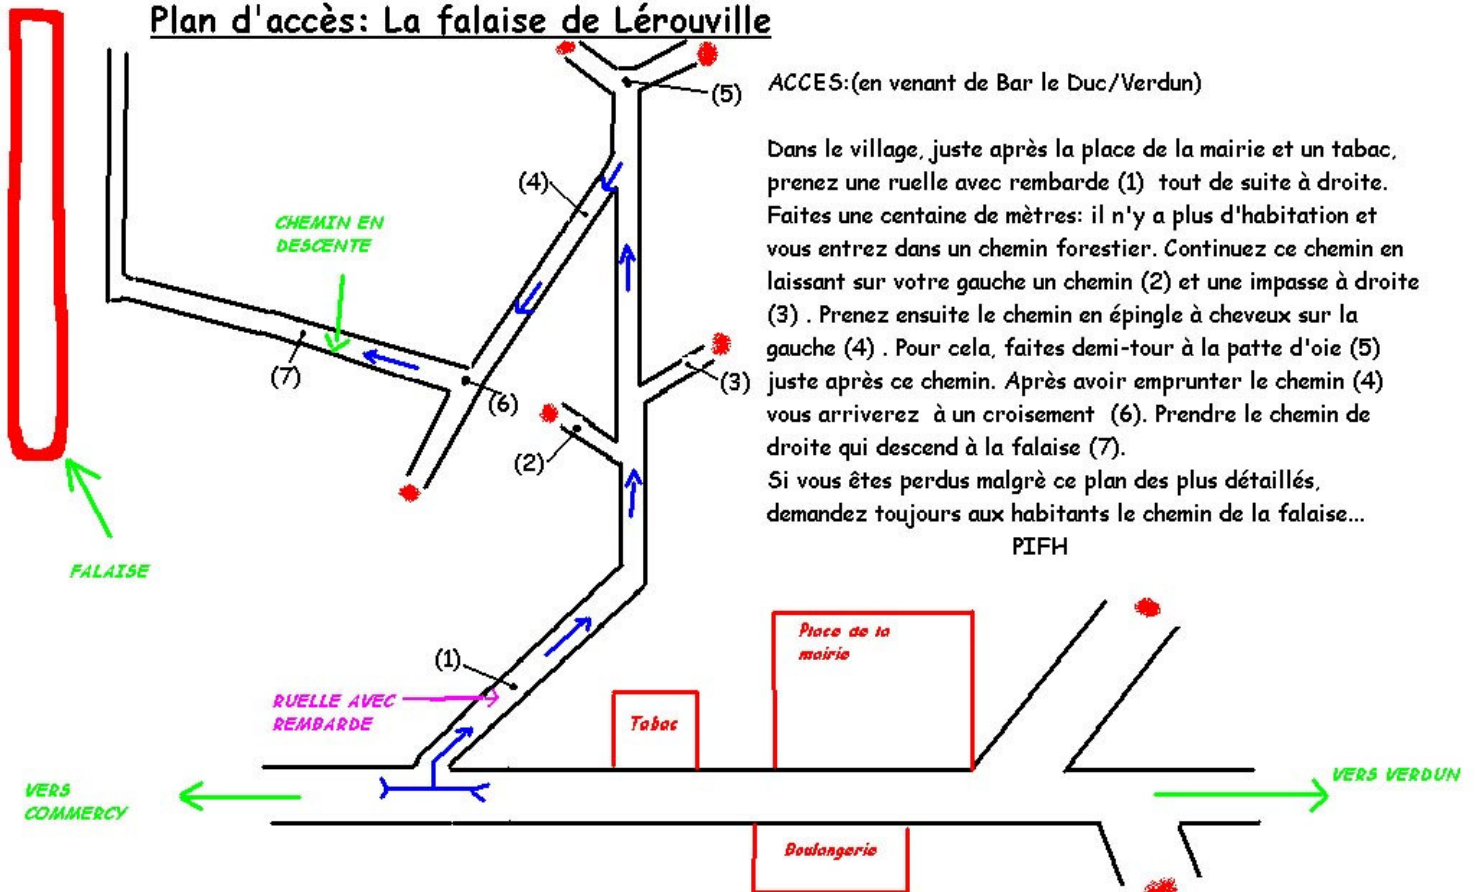 Plan d'accès: La falaise de Lérouville
ACCES:(en venant de Bar le Duc/Verdun)
Dans le village, juste après la place de la mairie et un tabac,
prenez une ruelle avec rembarde (1) tout de suite à droite.
Faites une centaine de mètres: il n'y a plus d'habitation et
vous entrez dans un chemin forestier. Continuez ce chemin en
laissant sur votre gauche un chemin (2) et une impasse à droite
(3) . Prenez ensuite le chemin en épingle à cheveux sur la
gauche (4) . Pour cela, faites demi-tour à la patte d'oie (5)
juste après ce chemin. Après avoir emprunter le chemin (4)
vous arriverez à un croisement (6). Prendre le chemin de
droite qui descend à la falaise (7).
Si vous êtes perdus malgrè ce plan des plus détaillés,
demandez toujours aux habitants le chemin de la falaise...
PIFH
(5)
(4)
CHEMIN EN
DESCENTE
(7)
(6)
(3)
(2)
FALAISE
(1)
RUELLE AVEC
REMBARDE
Place de la
mairie
Tabac
VERS
COMMERCY
VERS VERDUN
Boulangerie